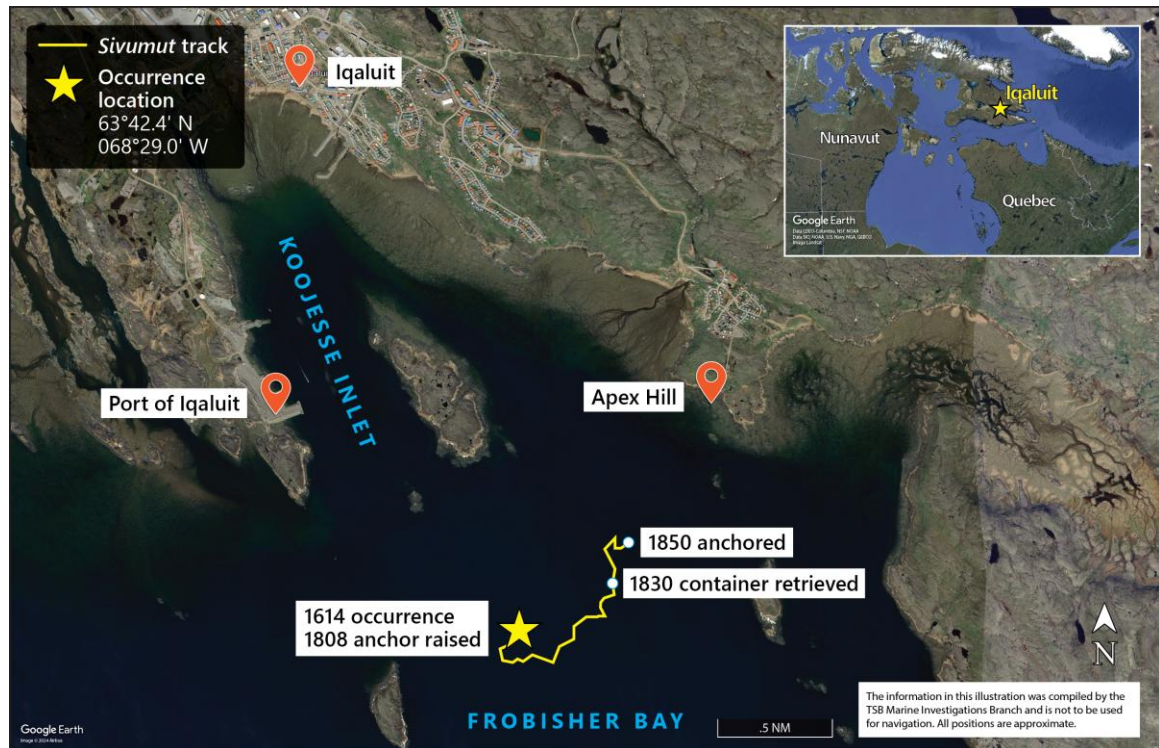 Sivumut track
Occurrence
location
63°42.4' N
068°29.0' W
Iqaluit
Iqaluit
Nunavut
Quebec
Google Earth
KOOJESSE INLET
Port of Iqaluit
Apex Hill
1850 anchored
1830 container retrieved
1614 occurrence
1808 anchor raised
N
The information in this illustration was compiled by the
TSB Marine Investigations Branch and is not to be used
for navigation. All positions are approximate.
Google Earth
FROBISHER BAY
.5 NM